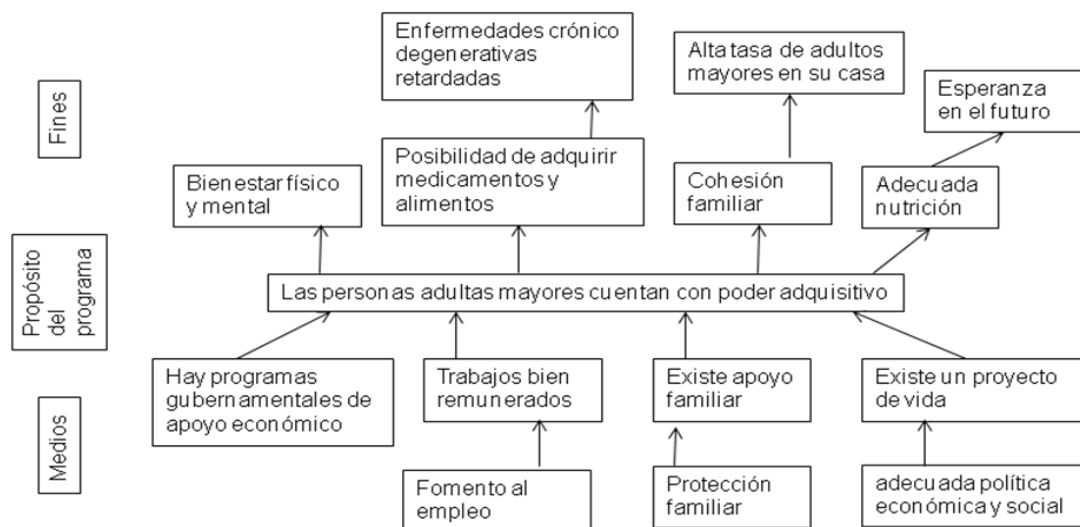 Enfermedades crónico
degenerativas
retardadas
Alta tasa de adultos
mayores en su casa
Esperanza
en el futuro
Fines
Bienestar físico
y mental
Posibilidad de adquirir
medicamentos y
alimentos
Cohesión
familiar
Adecuada
nutrición
Propósito
del
programa
Las personas adultas mayores cuentan con poder adquisitivo
Hay programas
gubernamentales de
apoyo económico
Trabajos bien
remunerados
Existe apoyo
familiar
Existe un proyecto
de vida
Medios
Fomento al
empleo
Protección
familiar
adecuada política
económica y social